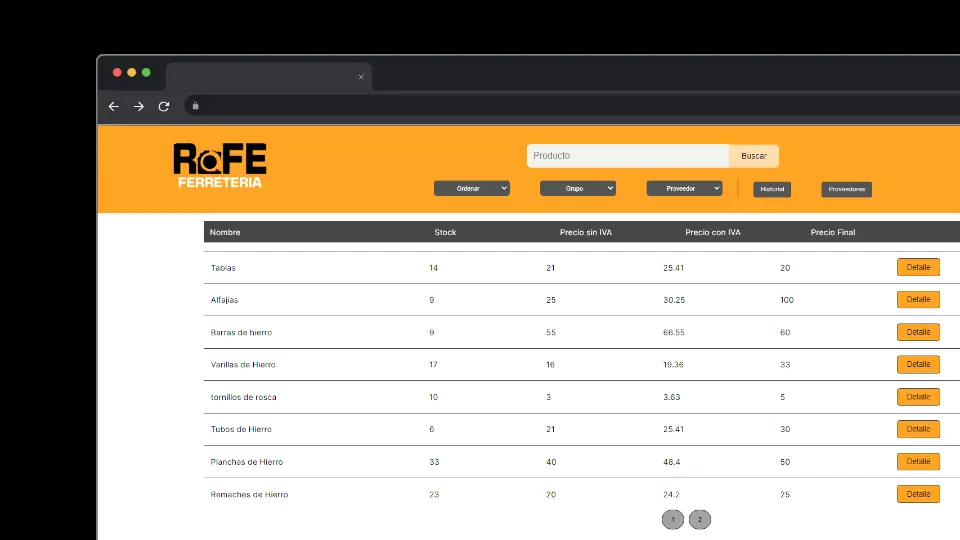 RoFE
FERRETERIA
Producto Buscar
Ordenar Grupo Proveedor Historial Proveedores
Nombre Stock Precio sin IVA Precio con IVA Precio Final
Tablas 14 21 25.41 20 Detalle
Alfajias 9 25 30.25 100 Detalle
Barras de hierro 9 55 66.55 60 Detalle
Varillas de Hierro 17 16 19.36 33 Detalle
tornillos de rosca 10 3 3.63 5 Detalle
Tubos de Hierro 6 21 25.41 30 Detalle
Planchas de Hierro 33 40 48.4 50 Detalle
Remaches de Hierro 23 20 24.2 25 Detalle
1 2